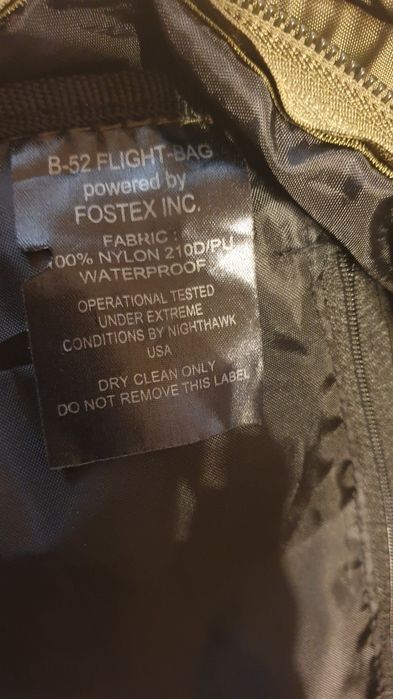 B-52 FLIGHT-BAG
powered by
FOSTEX INC.
FABRIC :
100% NYLON 210D/PU
WATERPROOF
OPERATIONAL TESTED
UNDER EXTREME
CONDITIONS BY NIGHTHAWK
USA
DRY CLEAN ONLY
DO NOT REMOVE THIS LABEL